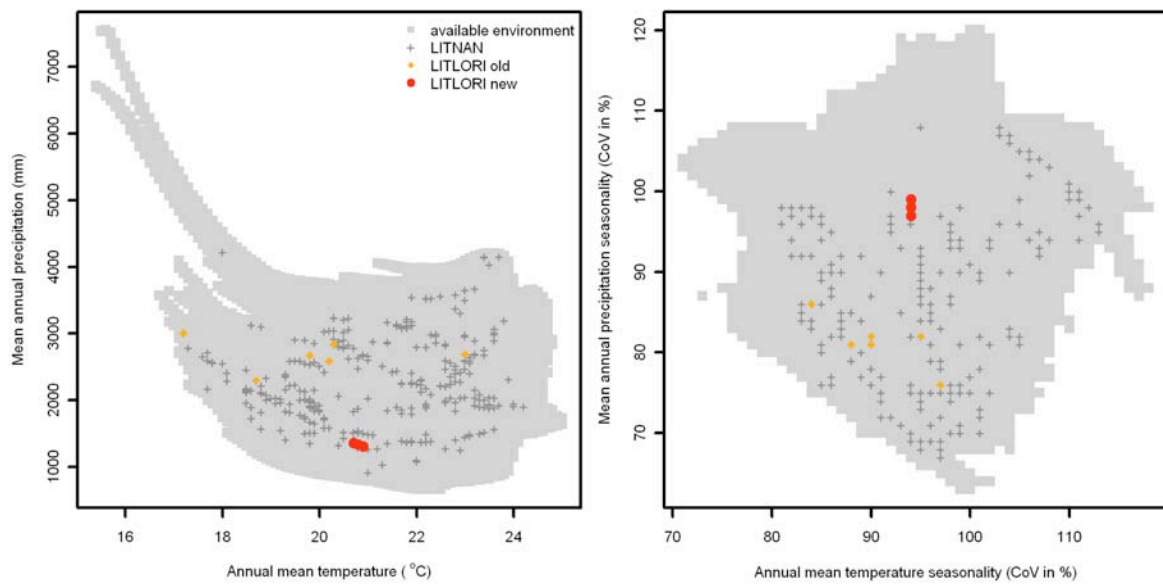 available environment
LITNAN
LITLORI old
LITLORI new
Mean annual precipitation (mm)
7000
6000
5000
4000
3000
2000
1000
16 18 20 22 24
Annual mean temperature ( °C)
Mean annual precipitation seasonality (CoV in %)
120
110
100
90
80
70
70 80 90 100 110
Annual mean temperature seasonality (CoV in %)